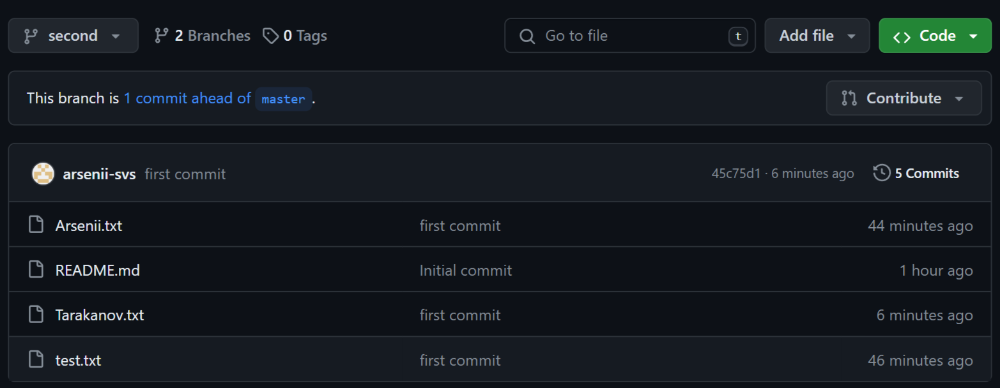 second 2 Branches 0 Tags Go to file t Add file Code
This branch is 1 commit ahead of master .
Contribute
arsenii-svs first commit 45c75d1 · 6 minutes ago 5 Commits
Arsenii.txt first commit 44 minutes ago
README.md Initial commit 1 hour ago
Tarakanov.txt first commit 6 minutes ago
test.txt first commit 46 minutes ago